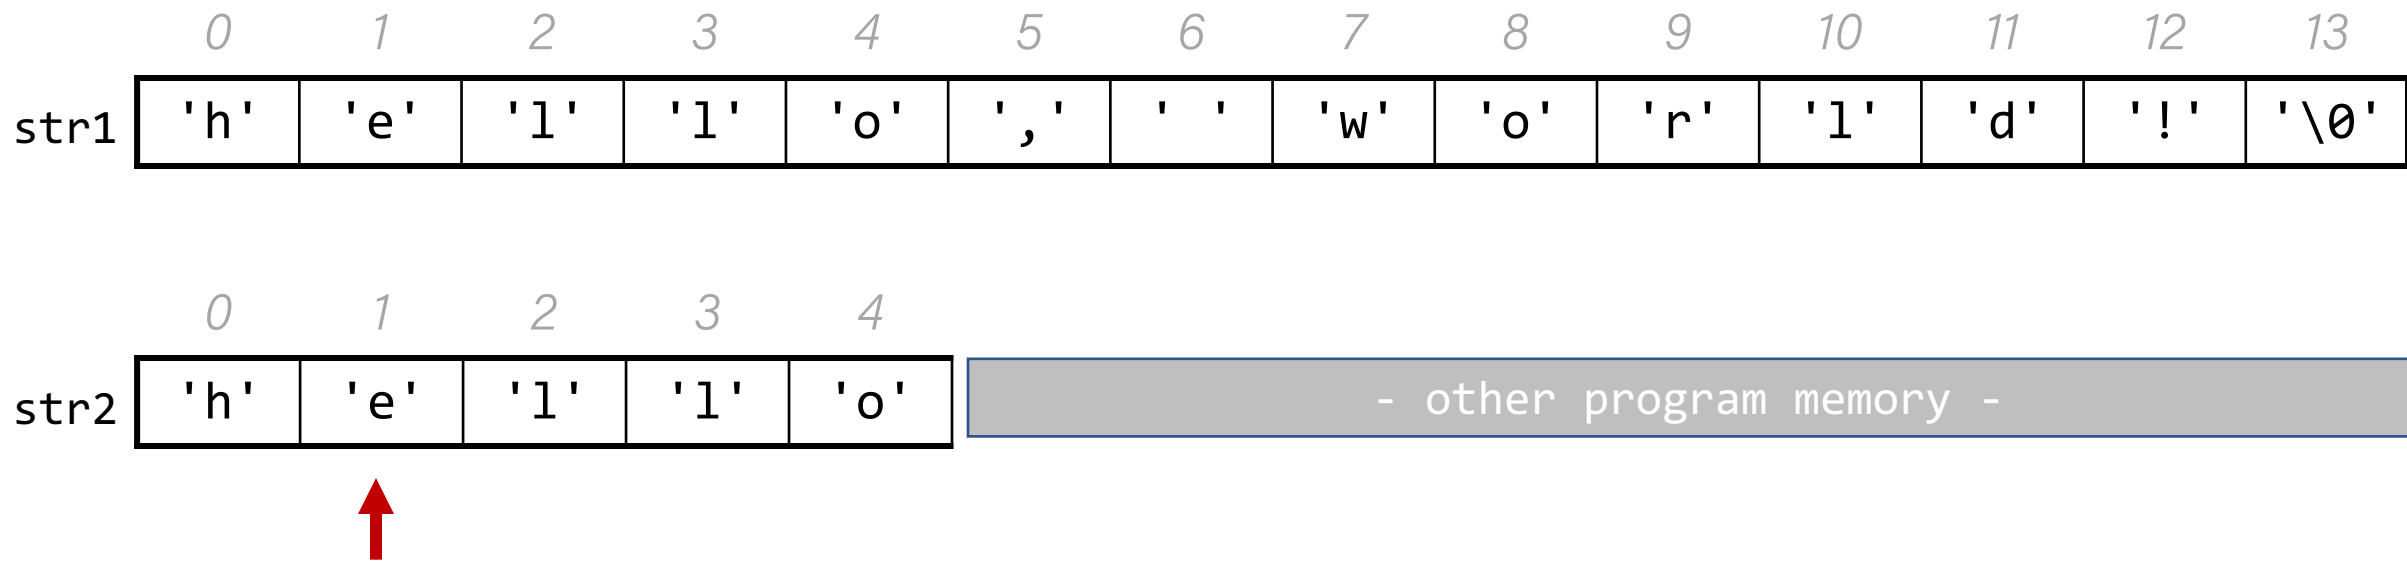 0 1 2 3 4 5 6 7 8 9 10 11 12 13
str1 'h' 'e' 'l' 'l' 'o' ',' ' ' 'w' 'o' 'r' 'l' 'd' '!' '\0'
0 1 2 3 4
str2 'h' 'e' 'l' 'l' 'o' - other program memory -